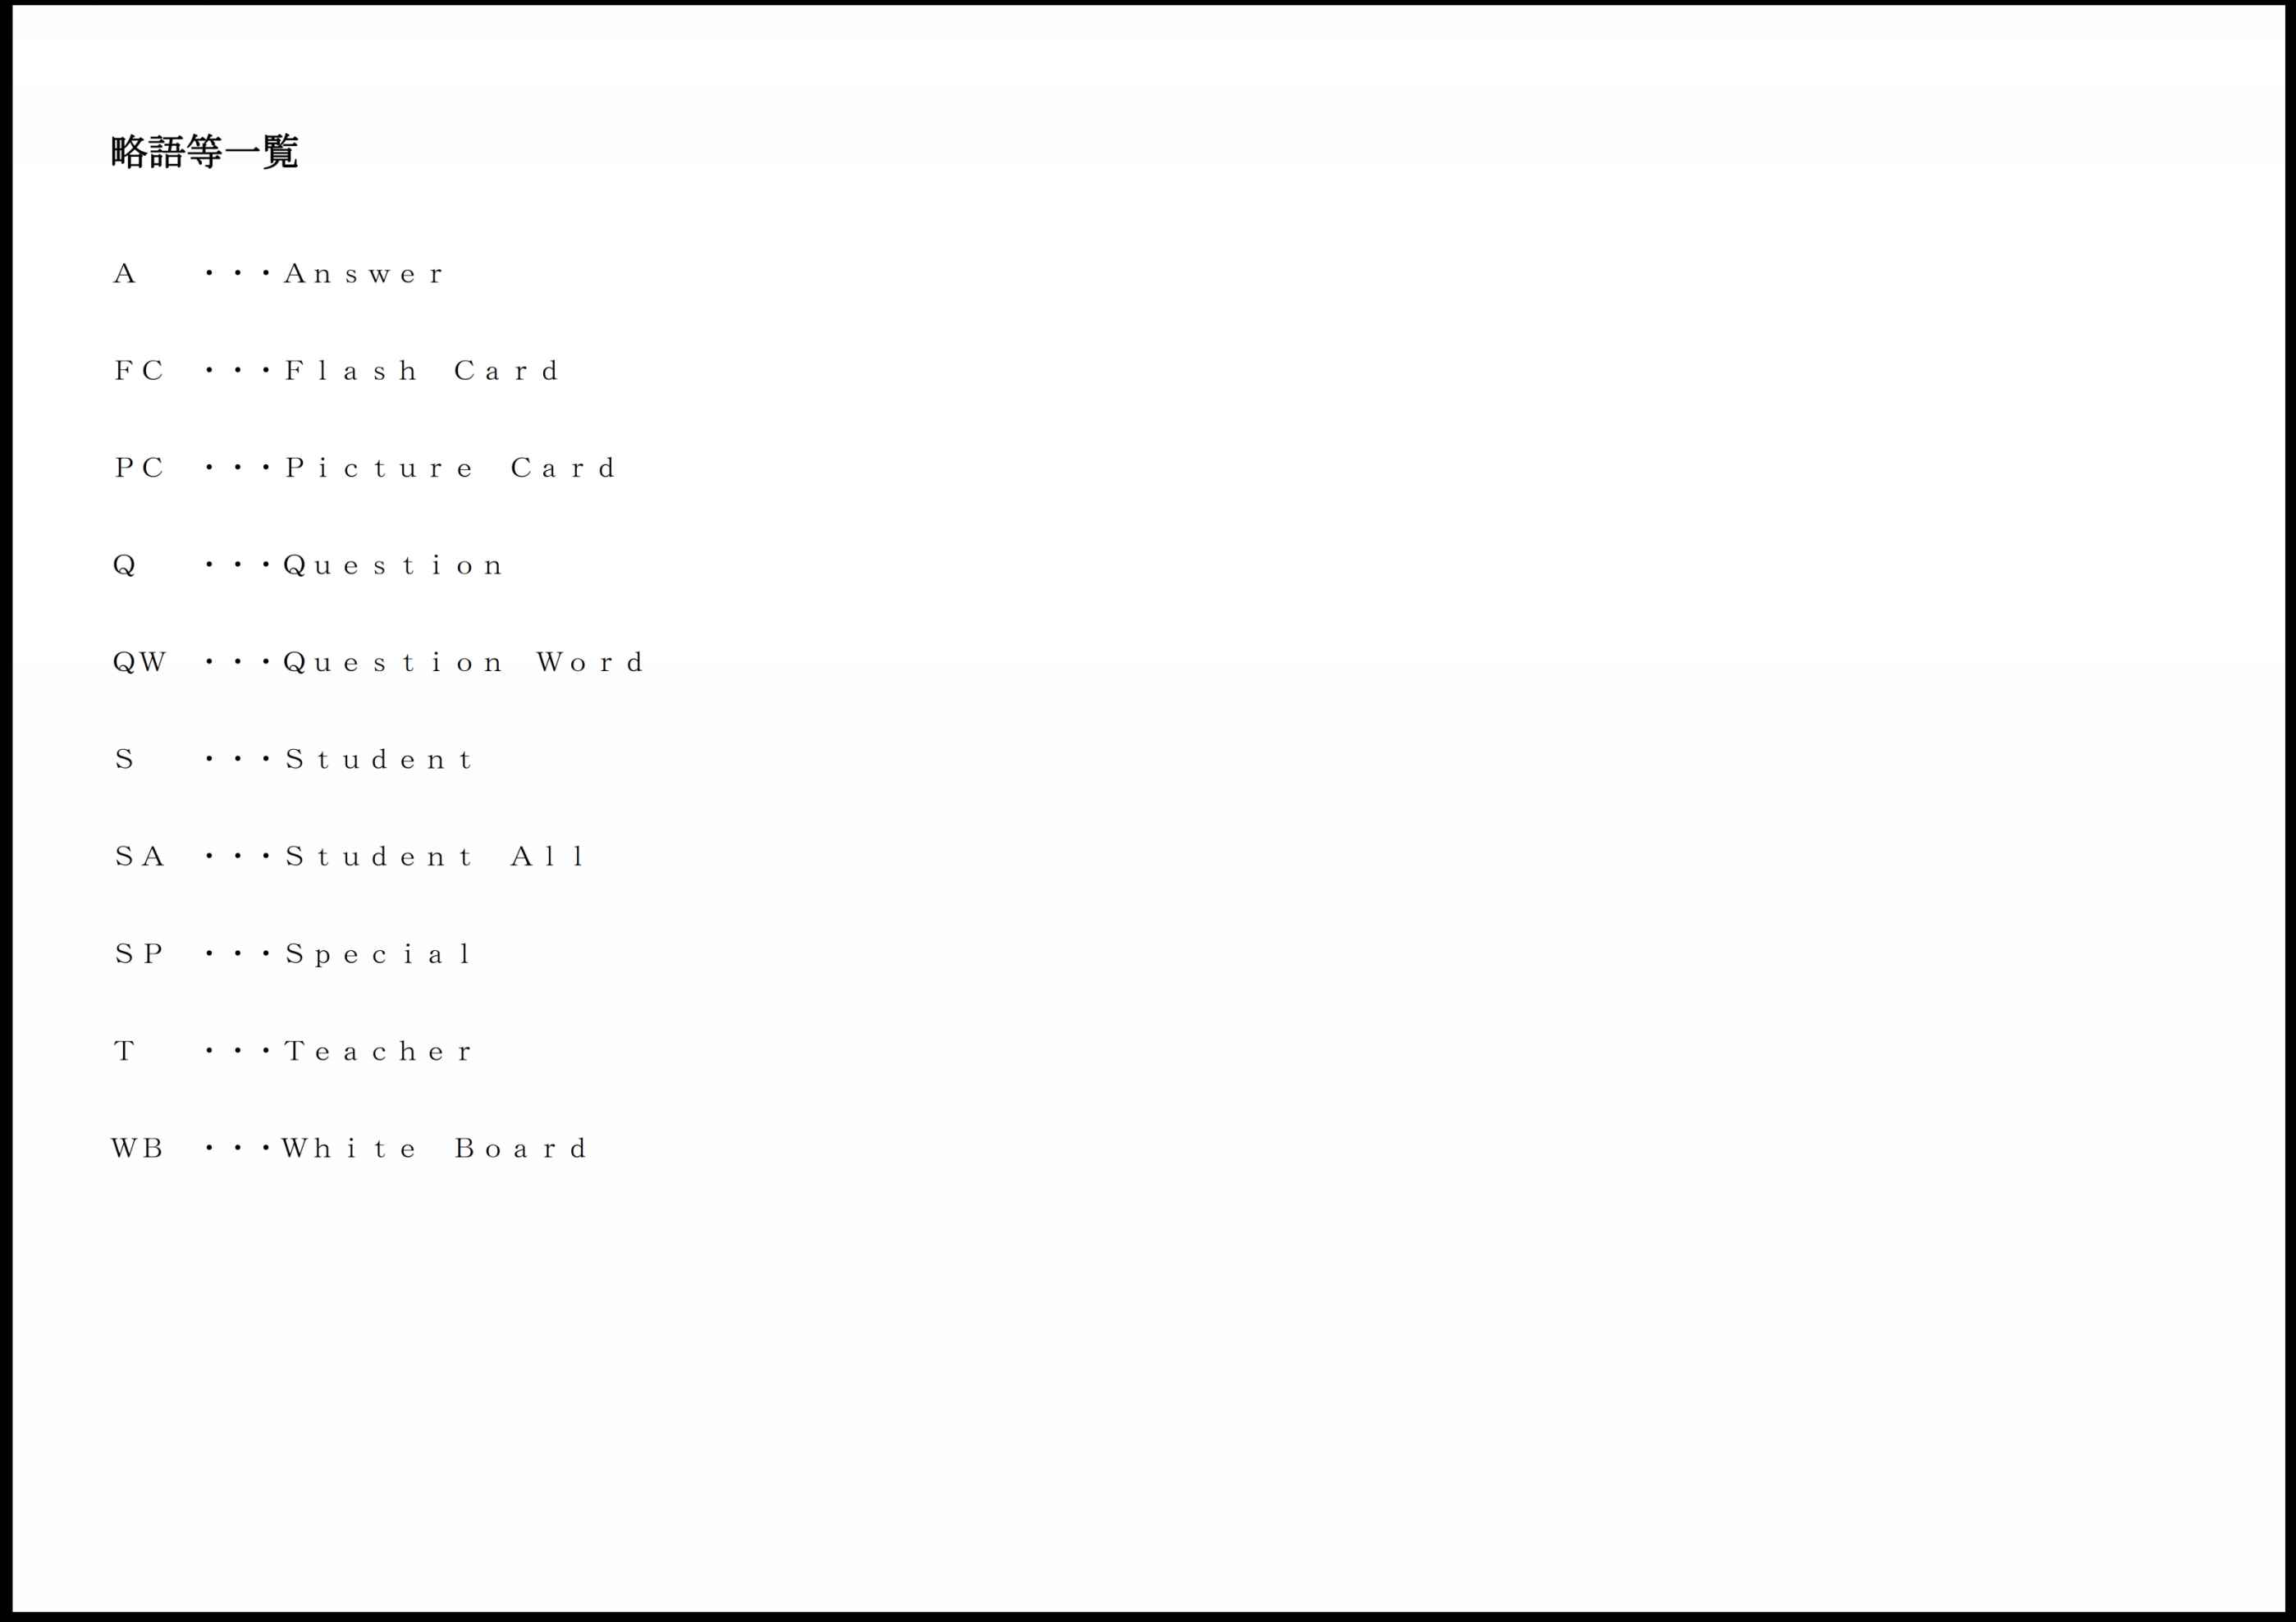 略語等一覧
Ａ　　・・・Ａｎｓｗｅｒ
ＦＣ　・・・Ｆｌａｓｈ　Ｃａｒｄ
ＰＣ　・・・Ｐｉｃｔｕｒｅ　Ｃａｒｄ
Ｑ　　・・・Ｑｕｅｓｔｉｏｎ
ＱＷ　・・・Ｑｕｅｓｔｉｏｎ　Ｗｏｒｄ
Ｓ　　・・・Ｓｔｕｄｅｎｔ
ＳＡ　・・・Ｓｔｕｄｅｎｔ　Ａｌｌ
ＳＰ　・・・Ｓｐｅｃｉａｌ
Ｔ　　・・・Ｔｅａｃｈｅｒ
ＷＢ　・・・Ｗｈｉｔｅ　Ｂｏａｒｄ